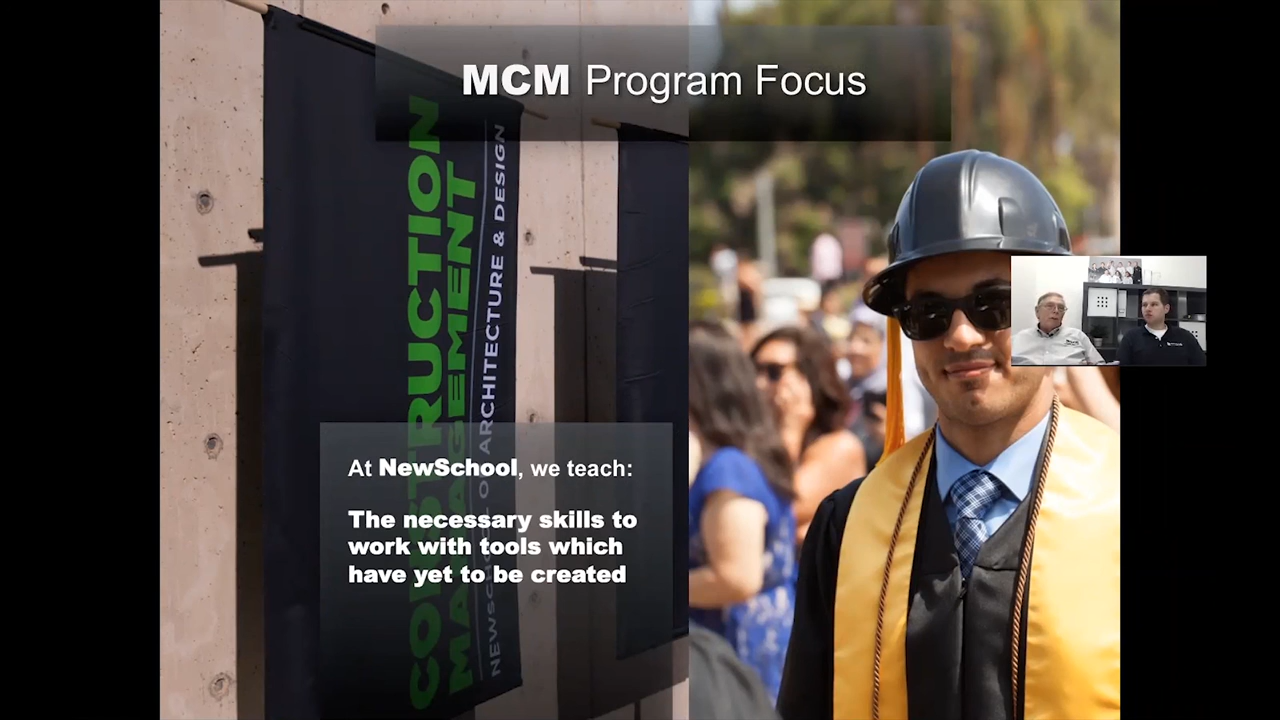 MCM Program Focus
CONSTRUCTION
MANAGEMENT
NEWSCHOOL OF ARCHITECTURE & DESIGN
At NewSchool, we teach:
The necessary skills to
work with tools which
have yet to be created